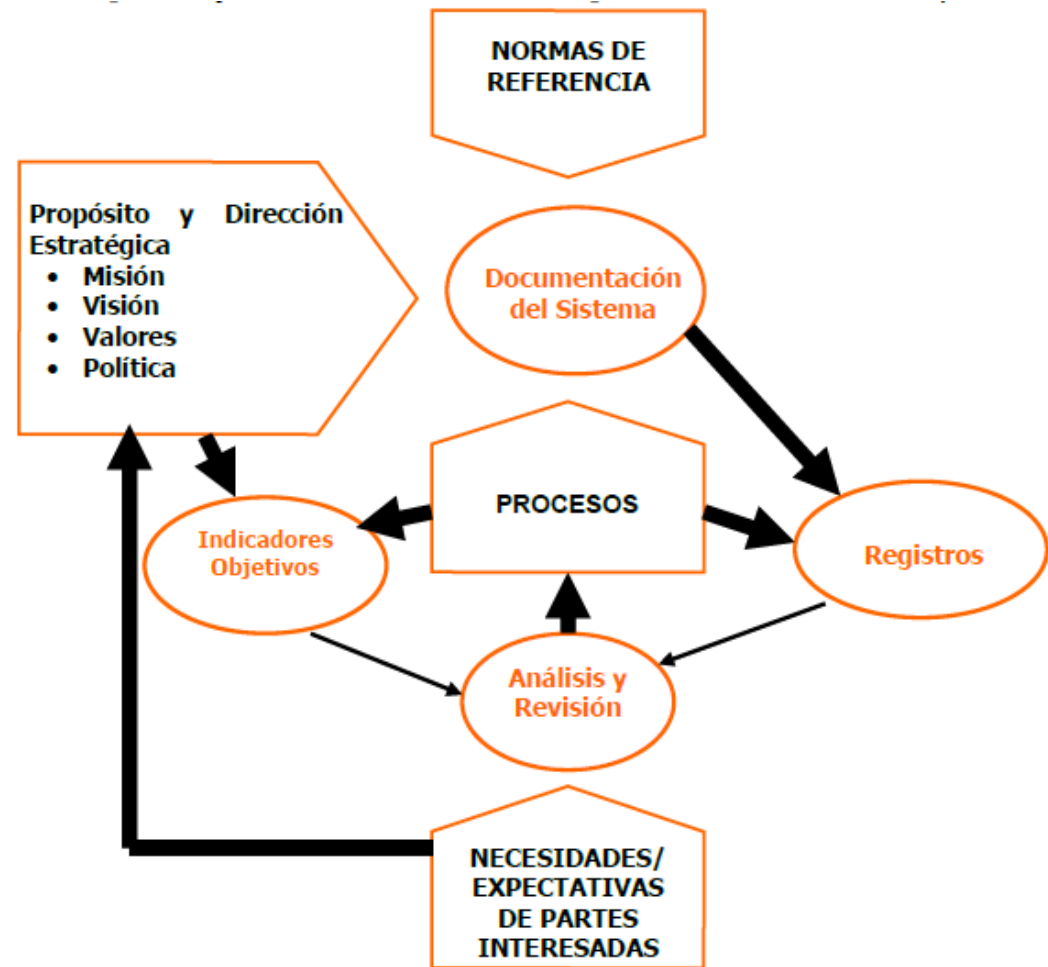 NORMAS DE
REFERENCIA
Propósito y Dirección
Estratégica
• Misión
• Visión
• Valores
• Política
Documentación
del Sistema
PROCESOS
Indicadores
Objetivos
Registros
Análisis y
Revisión
NECESIDADES/
EXPECTATIVAS
DE PARTES
INTERESADAS